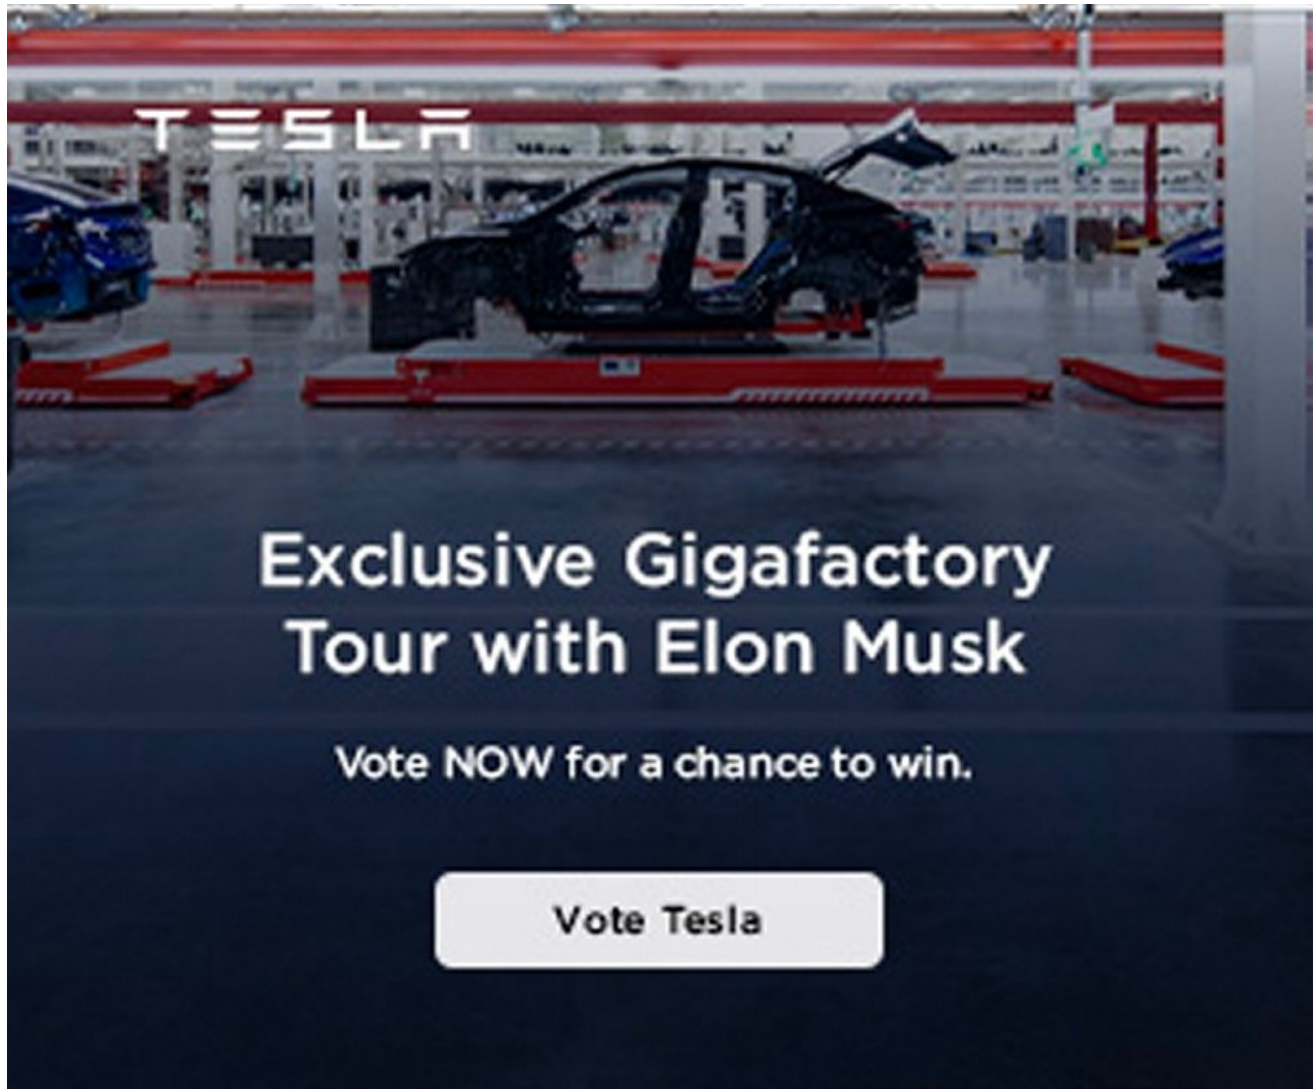 TESLA
Exclusive Gigafactory
Tour with Elon Musk
Vote NOW for a chance to win.
Vote Tesla